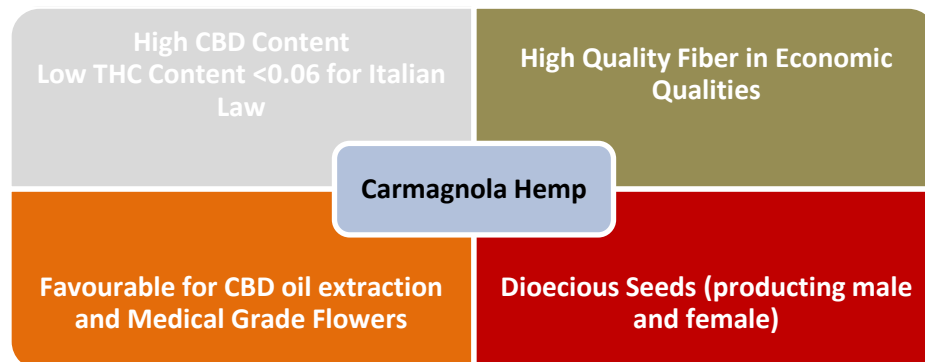 High CBD Content
Low THC Content <0.06 for Italian
Law
High Quality Fiber in Economic
Qualities
Carmagnola Hemp
Favourable for CBD oil extraction
and Medical Grade Flowers
Dioecious Seeds (producting male
and female)